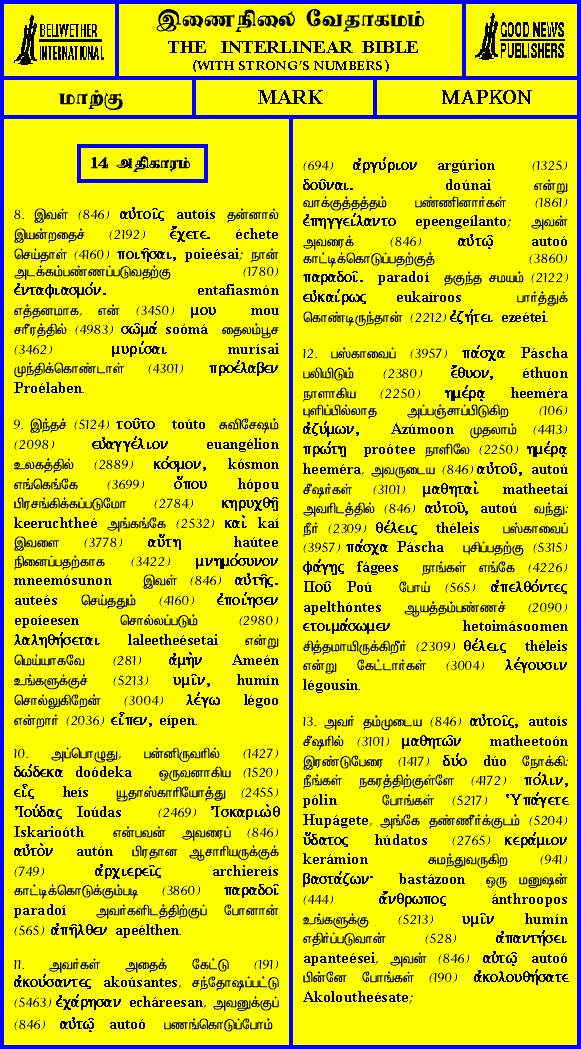 BELLWETHER
INTERNATIONAL
இணைநிலை வேதாகமம்
THE INTERLINEAR BIBLE
(WITH STRONG'S NUMBERS)
GOOD NEWS
PUBLISHERS
மாற்கு
MARK
ΜΑΡΚΟΝ
14 அதிகாரம்
8. இவள் (846) αὐτοῖς autoís தன்னால்
இயன்றதைச் (2192) ἔχετε. échete
செய்தாள் (4160) ποιῆσαι, poieésai; நான்
அடக்கம்பண்ணப்படுவதற்கு (1780)
ἐνταφιασμόν. entafiasmón
எத்தனமாக, என் (3450) μου mou
சரீரத்தில் (4983) σῶμά soómá தைலம்பூச
(3462) μυρίσαι murísai
முந்திக்கொண்டாள் (4301) προέλαβεν
Proélaben.
9. இந்தச் (5124) τοῦτο toúto சுவிசேஷம்
(2098) εὐαγγέλιον euangélion
உலகத்தில் (2889) κόσμον, kósmon
எங்கெங்கே (3699) ὅπου hópou
பிரசங்கிக்கப்படுமோ (2784) κηρυχθῇ
keeruchtheé அங்கங்கே (2532) καὶ kaí
இவளை (3778) αὕτη haútee
நினைப்பதற்காக (3422) μνημόσυνον
mneemósunon இவள் (846) αὐτῆς.
auteés செய்ததும் (4160) ἐποίησεν
epoíeesen சொல்லப்படும் (2980)
λαληθήσεται laleetheésetai என்று
மெய்யாகவே (281) ἀμὴν Ameén
உங்களுக்குச் (5213) υμῖν, humín
சொல்லுகிறேன் (3004) λέγω légoo
என்றார் (2036) εἶπεν, eípen.
10. அப்பொழுது, பன்னிருவரில் (1427)
δώδεκα doódeka ஒருவனாகிய (1520)
εἷς heís யூதாஸ்காரியோத்து (2455)
Ἰούδας Ioúdas (2469) Ἰσκαριὼθ
Iskarioóth என்பவன் அவரைப் (846)
αὐτὸν autón பிரதான ஆசாரியருக்குக்
(749) ἀρχιερεῖς archiereís
காட்டிக்கொடுக்கும்படி (3860) παραδοῖ
paradoí அவர்களிடத்திற்குப் போனான்
(565) ἀπῆλθεν apeélthen.
11. அவர்கள் அதைக் கேட்டு (191)
ἀκούσαντες akoúsantes, சந்தோஷப்பட்டு
(5463) ἐχάρησαν echáreesan, அவனுக்குப்
(846) αὐτῷ autoó பணங்கொடுப்போம்
(694) ἀργύριον argúrion (1325)
δοῦναι. doúnai என்று
வாக்குத்தத்தம் பண்ணினார்கள் (1861)
ἐπηγγείλαντο epeengeílanto; அவன்
அவரைக் (846) αὐτῷ autoó
காட்டிக்கொடுப்பதற்குத் (3860)
παραδοῖ. paradoí தகுந்த சமயம் (2122)
εὐκαίρως eukaíroos பார்த்துக்
கொண்டிருந்தான் (2212) ἐζήτει ezeétei.
12. பஸ்காவைப் (3957) πάσχα Páscha
பலியிடும் (2380) ἔθυον, éthuon
நாளாகிய (2250) ημέρᾳ heeméra
புளிப்பில்லாத அப்பஞ்சாப்பிடுகிற (106)
ἀζύμων, Azúmoon முதலாம் (4413)
πρώτῃ proótee நாளிலே (2250) ημέρᾳ
heeméra, அவருடைய (846) αὐτοῦ, autoú
சீஷர்கள் (3101) μαθηταὶ matheetaí
அவரிடத்தில் (846) αὐτοῦ, autoú வந்து:
நீர் (2309) θέλεις théleis பஸ்காவைப்
(3957) πάσχα Páscha புசிப்பதற்கு (5315)
φάγῃς fágees நாங்கள் எங்கே (4226)
Ποῦ Poú போய் (565) ἀπελθόντες
apelthóntes ஆயத்தம்பண்ணச் (2090)
ετοιμάσωμεν hetoimásoomen
சித்தமாயிருக்கிறீர் (2309) θέλεις théleis
என்று கேட்டார்கள் (3004) λέγουσιν
légousin.
13. அவர் தம்முடைய (846) αὐτοῖς, autoís
சீஷரில் (3101) μαθητῶν matheetoón
இரண்டுபேரை (1417) δύο dúo நோக்கி:
நீங்கள் நகரத்திற்குள்ளே (4172) πόλιν,
pólin போங்கள் (5217) Ὑπάγετε
Hupágete, அங்கே தண்ணீர்க்குடம் (5204)
ὕδατος húdatos (2765) κεράμιον
kerámion சுமந்துவருகிற (941)
βαστάζων· bastázoon ஒரு மனுஷன்
(444) ἄνθρωπος ánthroopos
உங்களுக்கு (5213) υμῖν humín
எதிர்ப்படுவான் (528) ἀπαντήσει
apanteései, அவன் (846) αὐτῷ autoó
பின்னே போங்கள் (190) ἀκολουθήσατε
Akoloutheésate;